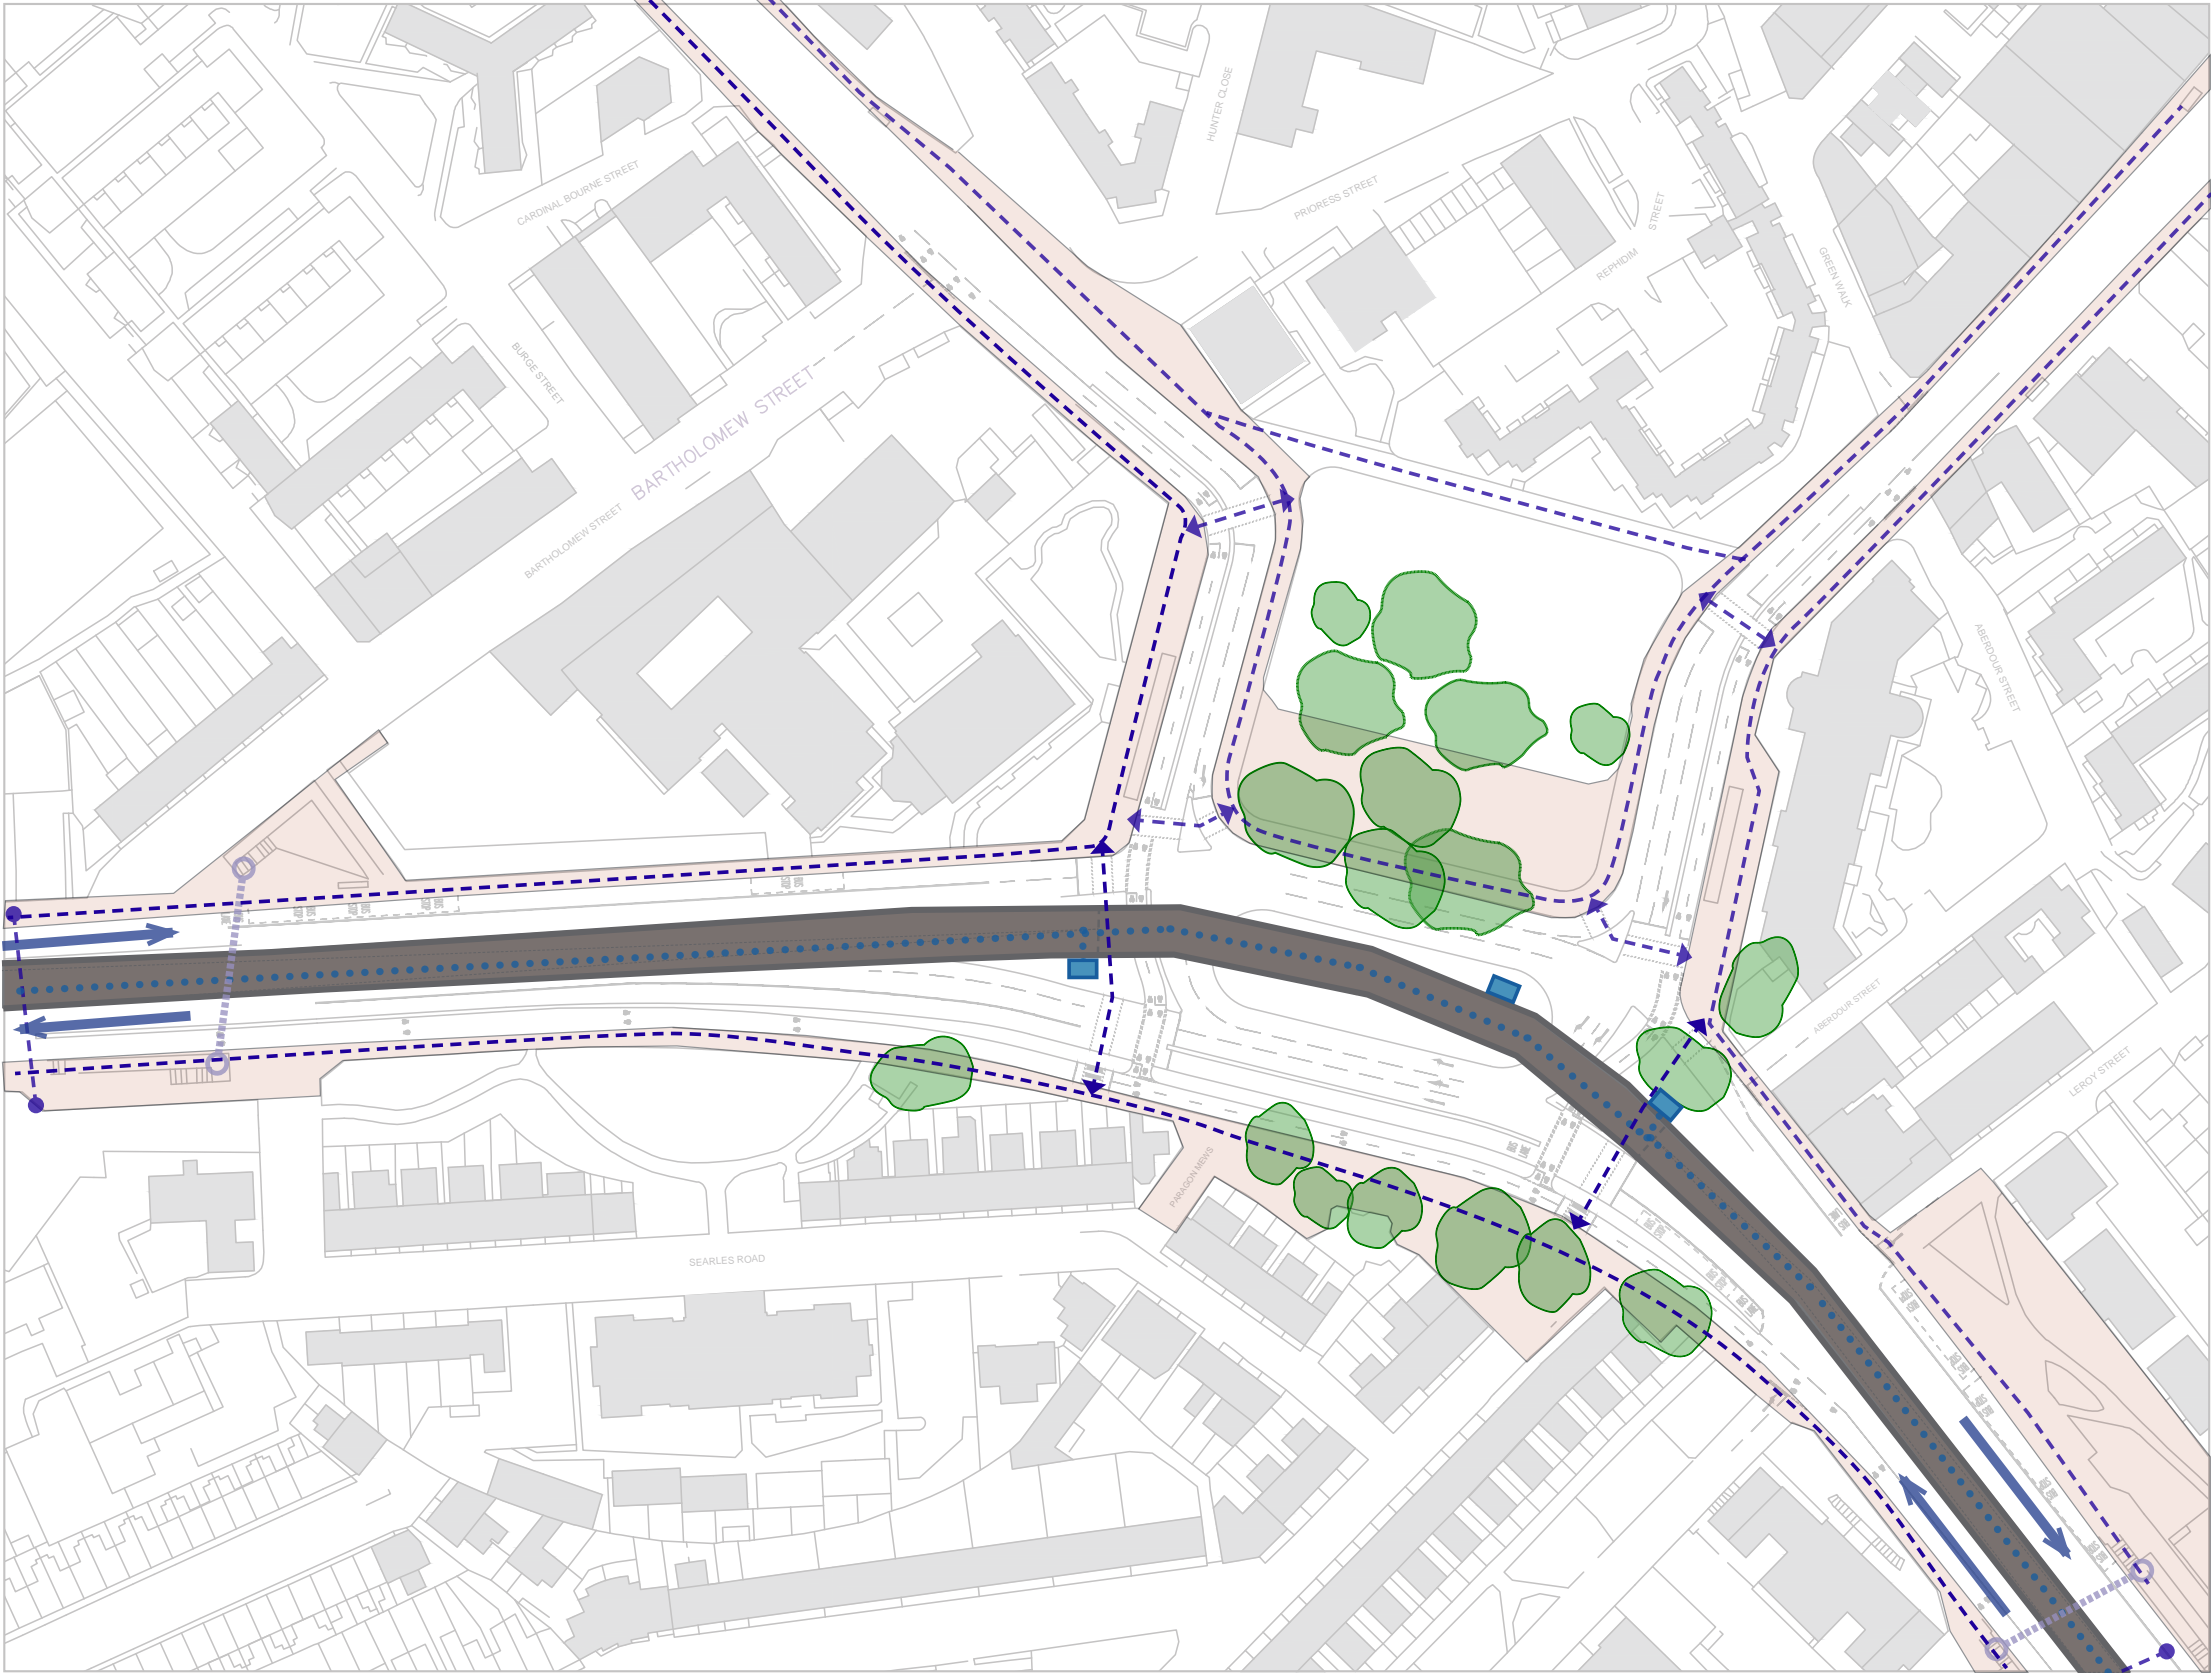 HUNTER CLOSE
CARDINAL BOURNE STREET
PRIORESS STREET
STREET
REPHIDIM
GREEN WALK
BURGE STREET
BARTHOLOMEW STREET
BARTHOLOMEW STREET
ABERDOUR STREET
ABERDOUR STREET
LEROY STREET
PARAGON MEWS
SEARLES ROAD